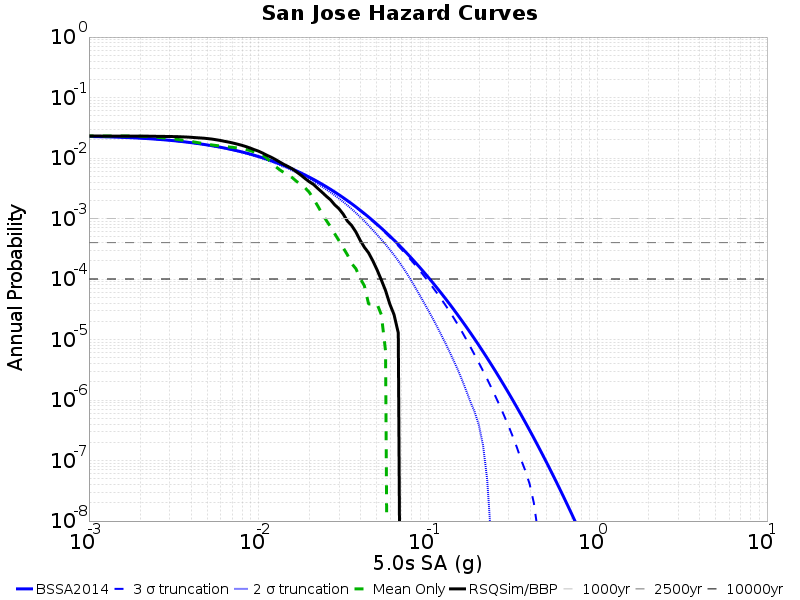 San Jose Hazard Curves
10^0
10^-1
10^-2
10^-3
10^-4
10^-5
10^-6
10^-7
10^-8
Annual Probability
10^-3 10^-2 10^-1 10^0 10^1
5.0s SA (g)
BSSA2014 3 σ truncation 2 σ truncation Mean Only RSQSim/BBP 1000yr 2500yr 10000yr